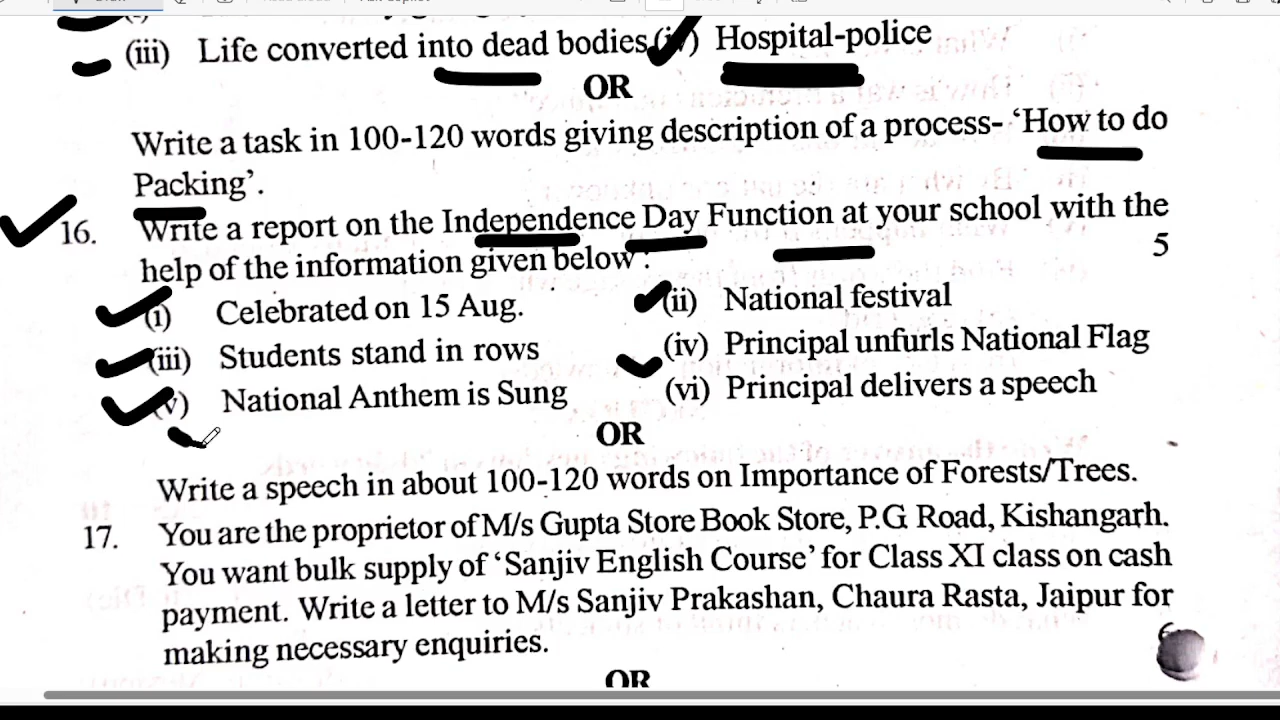 (iii) Life converted into dead bodies (iv) Hospital-police
OR
Write a task in 100-120 words giving description of a process- ‘How to do
Packing’.
16. Write a report on the Independence Day Function at your school with the
help of the information given below : 5
(i) Celebrated on 15 Aug. (ii) National festival
(iii) Students stand in rows (iv) Principal unfurls National Flag
(v) National Anthem is Sung (vi) Principal delivers a speech
OR
Write a speech in about 100-120 words on Importance of Forests/Trees.
17. You are the proprietor of M/s Gupta Store Book Store, P.G. Road, Kishangarh.
You want bulk supply of ‘Sanjiv English Course’ for Class XI class on cash
payment. Write a letter to M/s Sanjiv Prakashan, Chaura Rasta, Jaipur for
making necessary enquiries.
OR